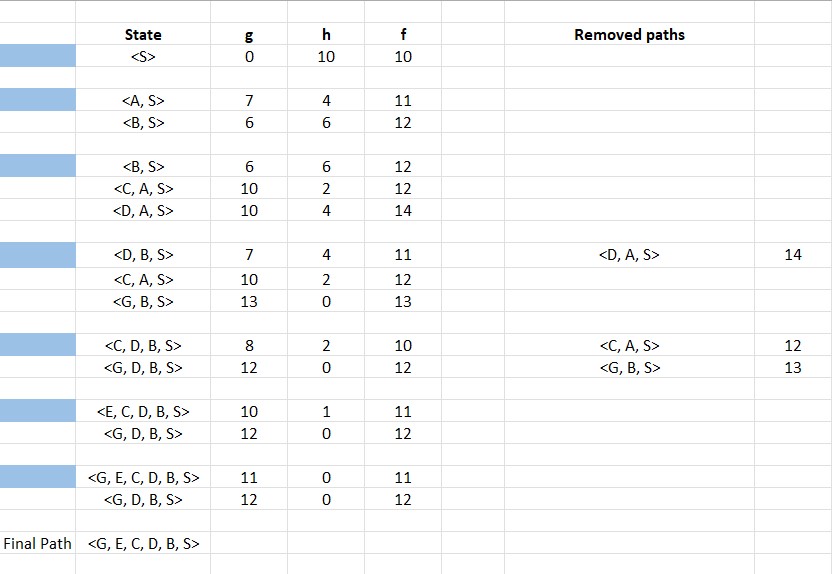 State g h f Removed paths
<S> 0 10 10
<A, S> 7 4 11
<B, S> 6 6 12
<B, S> 6 6 12
<C, A, S> 10 2 12
<D, A, S> 10 4 14
<D, B, S> 7 4 11 <D, A, S> 14
<C, A, S> 10 2 12
<G, B, S> 13 0 13
<C, D, B, S> 8 2 10 <C, A, S> 12
<G, D, B, S> 12 0 12 <G, B, S> 13
<E, C, D, B, S> 10 1 11
<G, D, B, S> 12 0 12
<G, E, C, D, B, S> 11 0 11
<G, D, B, S> 12 0 12
Final Path <G, E, C, D, B, S>